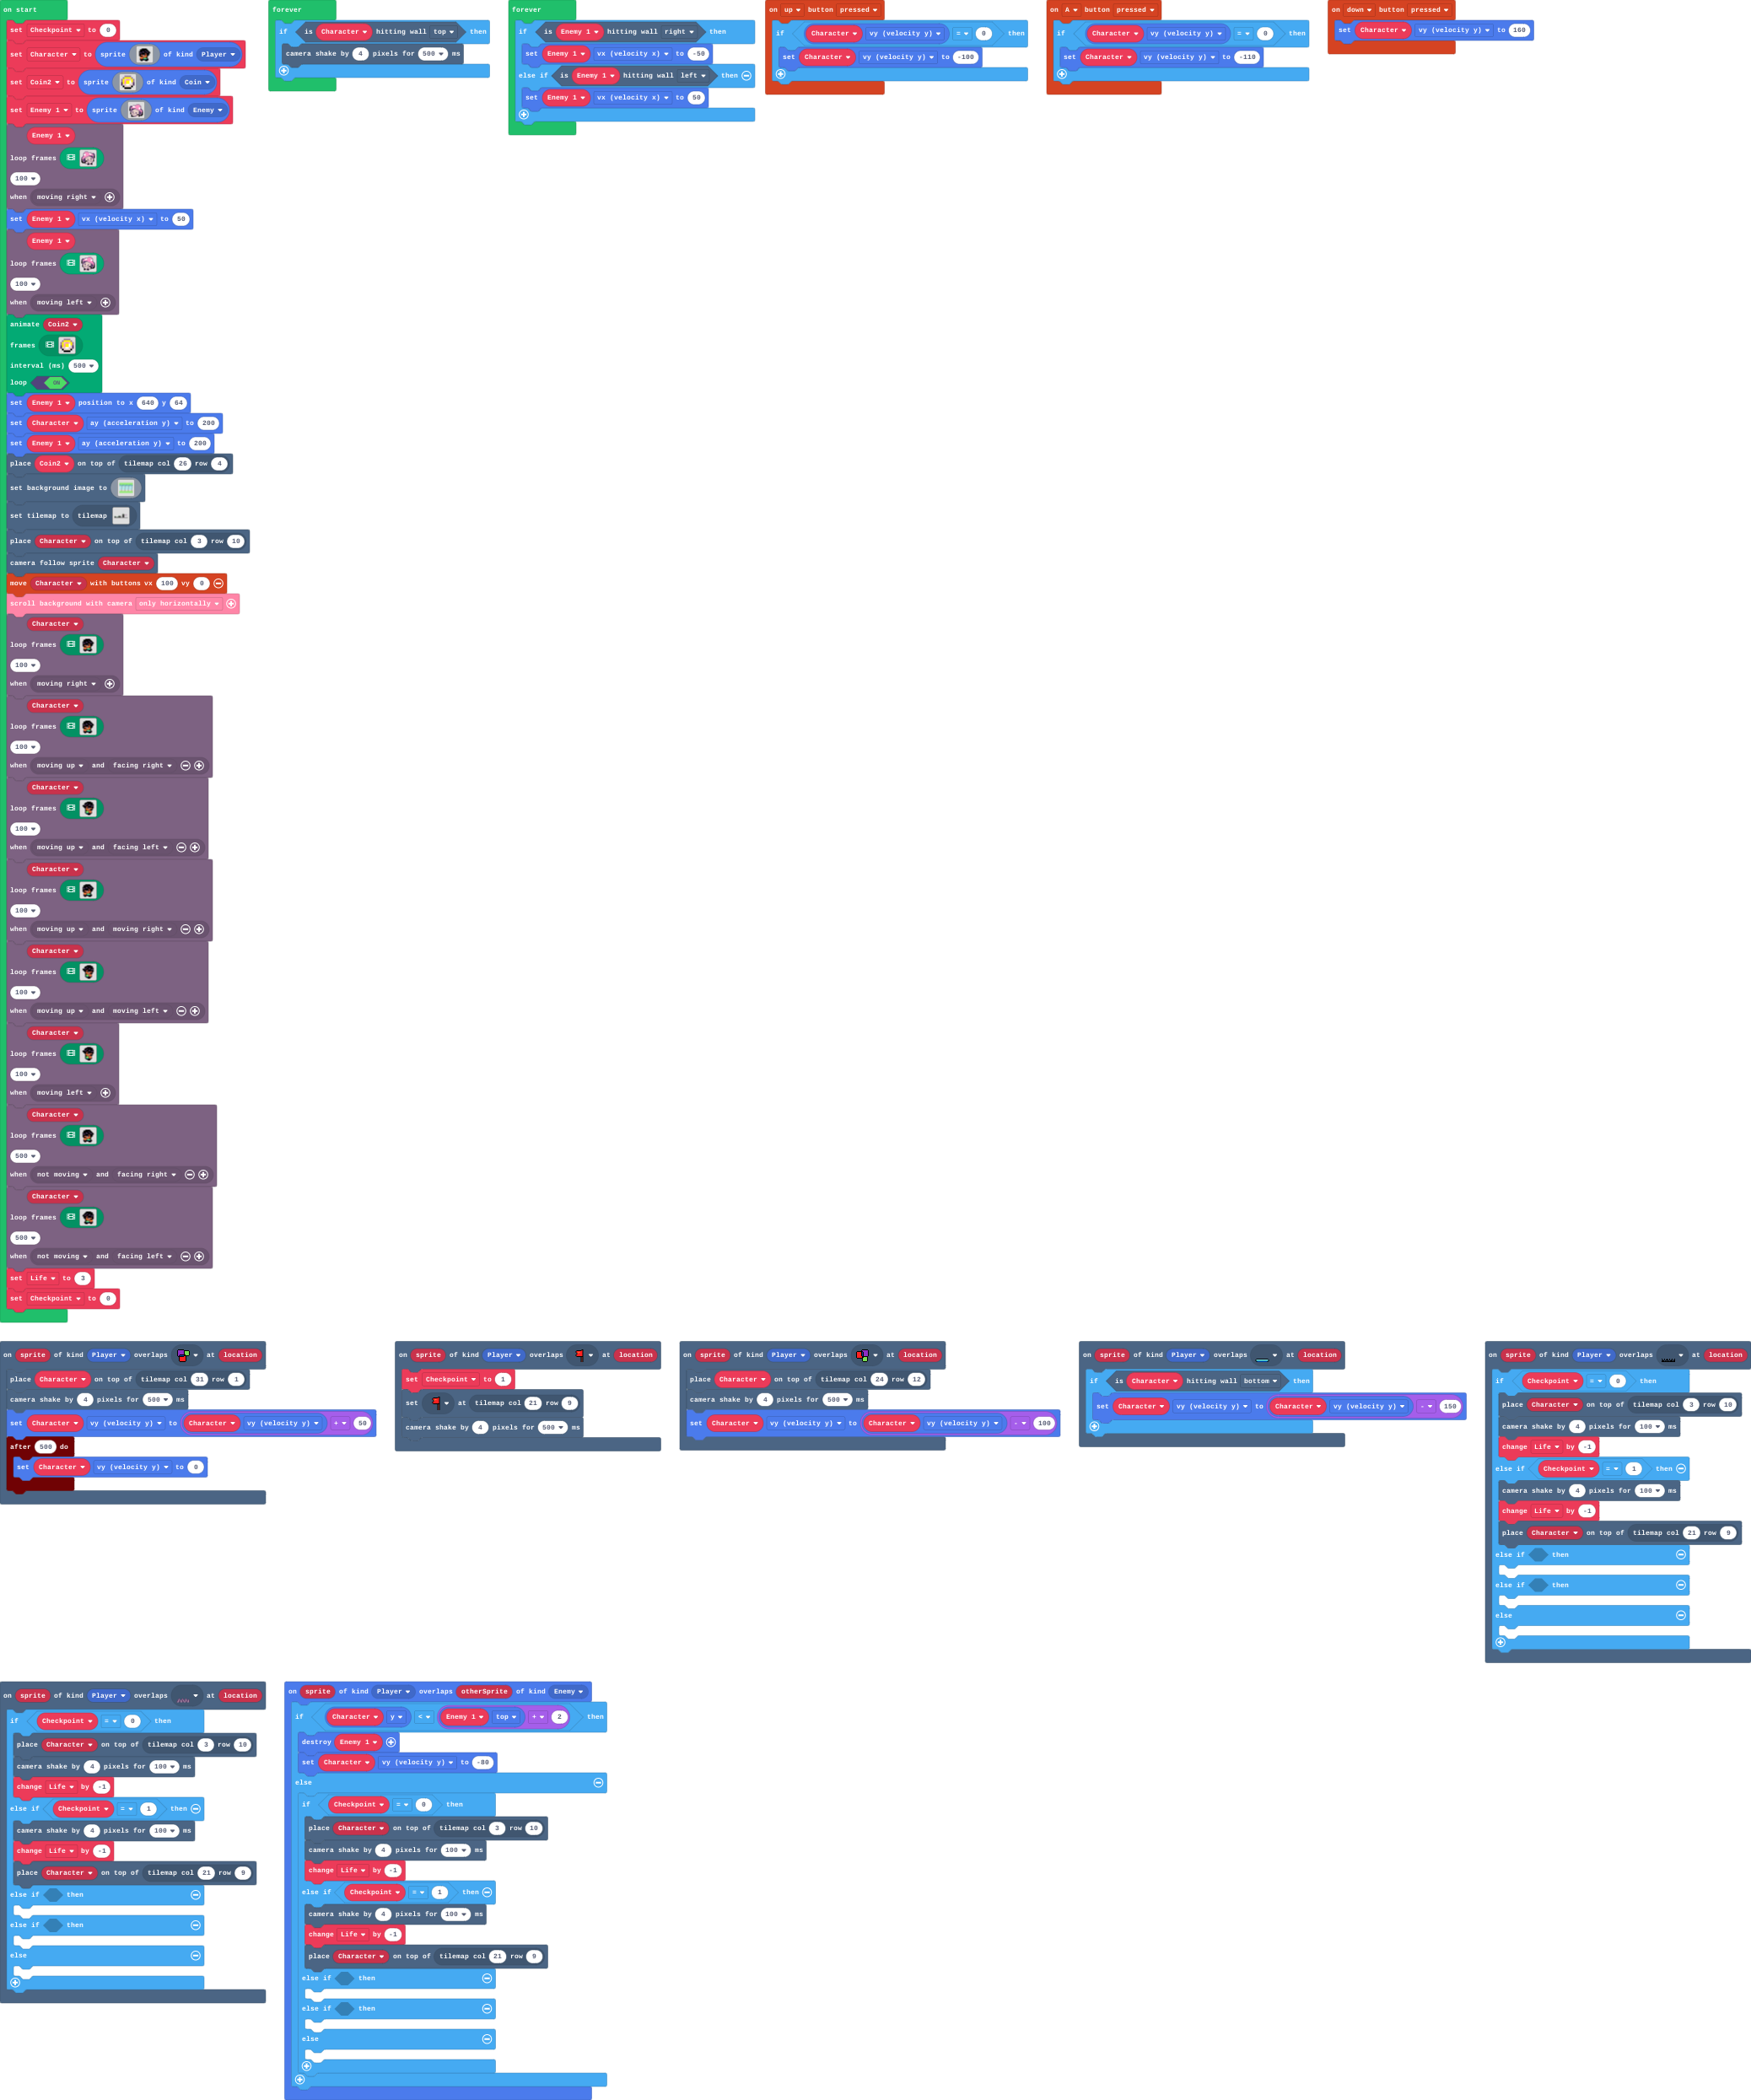 on start
set Checkpoint to 0
set Character to sprite of kind Player
set Coin2 to sprite of kind Coin
set Enemy 1 to sprite of kind Enemy
Enemy 1
loop frames
100
when moving right
set Enemy 1 vx (velocity x) to 50
Enemy 1
loop frames
100
when moving left
animate Coin2
frames
interval (ms) 500
loop ON
set Enemy 1 position to x 640 y 64
set Character ay (acceleration y) to 200
set Enemy 1 ay (acceleration y) to 200
place Coin2 on top of tilemap col 26 row 4
set background image to
set tilemap to tilemap
place Character on top of tilemap col 3 row 10
camera follow sprite Character
move Character with buttons vx 100 vy 0
scroll background with camera only horizontally
Character
loop frames
100
when moving right
Character
loop frames
100
when moving up and facing right
Character
loop frames
100
when moving up and facing left
Character
loop frames
100
when moving up and moving right
Character
loop frames
100
when moving up and moving left
Character
loop frames
100
when moving left
Character
loop frames
500
when not moving and facing right
Character
loop frames
500
when not moving and facing left
set Life to 3
set Checkpoint to 0
forever
if is Character hitting wall top then
camera shake by 4 pixels for 500 ms
forever
if is Enemy 1 hitting wall right then
set Enemy 1 vx (velocity x) to -50
else if is Enemy 1 hitting wall left then
set Enemy 1 vx (velocity x) to 50
on up button pressed
if Character vy (velocity y) = 0 then
set Character vy (velocity y) to -100
on A button pressed
if Character vy (velocity y) = 0 then
set Character vy (velocity y) to -110
on down button pressed
set Character vy (velocity y) to 160
on sprite of kind Player overlaps at location
place Character on top of tilemap col 31 row 1
camera shake by 4 pixels for 500 ms
set Character vy (velocity y) to Character vy (velocity y) + 50
after 500 do
set Character vy (velocity y) to 0
on sprite of kind Player overlaps at location
set Checkpoint to 1
set at tilemap col 21 row 9
camera shake by 4 pixels for 500 ms
on sprite of kind Player overlaps at location
place Character on top of tilemap col 24 row 12
camera shake by 4 pixels for 500 ms
set Character vy (velocity y) to Character vy (velocity y) - 100
on sprite of kind Player overlaps at location
if is Character hitting wall bottom then
set Character vy (velocity y) to Character vy (velocity y) - 150
on sprite of kind Player overlaps at location
if Checkpoint = 0 then
place Character on top of tilemap col 3 row 10
camera shake by 4 pixels for 100 ms
change Life by -1
else if Checkpoint = 1 then
camera shake by 4 pixels for 100 ms
change Life by -1
place Character on top of tilemap col 21 row 9
else if then
else if then
else
on sprite of kind Player overlaps at location
if Checkpoint = 0 then
place Character on top of tilemap col 3 row 10
camera shake by 4 pixels for 100 ms
change Life by -1
else if Checkpoint = 1 then
camera shake by 4 pixels for 100 ms
change Life by -1
place Character on top of tilemap col 21 row 9
else if then
else if then
else
on sprite of kind Player overlaps otherSprite of kind Enemy
if Character y < Enemy 1 top + 2 then
destroy Enemy 1
set Character vy (velocity y) to -80
else
if Checkpoint = 0 then
place Character on top of tilemap col 3 row 10
camera shake by 4 pixels for 100 ms
change Life by -1
else if Checkpoint = 1 then
camera shake by 4 pixels for 100 ms
change Life by -1
place Character on top of tilemap col 21 row 9
else if then
else if then
else